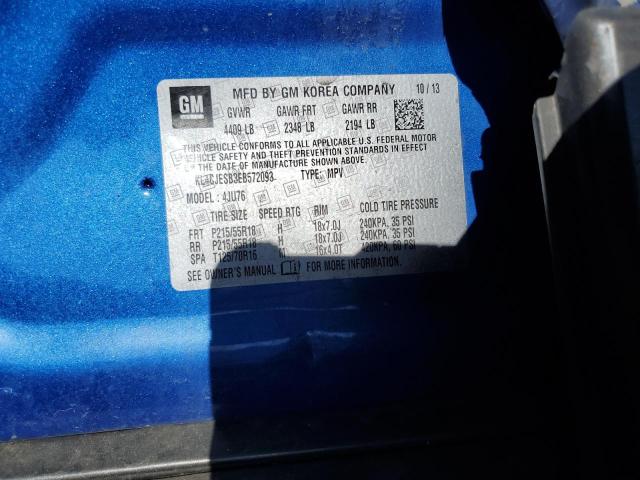 GM
MFD BY GM KOREA COMPANY 10/13
GVWR GAWR FRT GAWR RR
4409 LB 2348 LB 2194 LB
THIS VEHICLE CONFORMS TO ALL APPLICABLE U.S. FEDERAL MOTOR
VEHICLE SAFETY AND THEFT PREVENTION STANDARDS IN EFFECT
ON THE DATE OF MANUFACTURE SHOWN ABOVE.
KL4CJESB3EB572093 TYPE: MPV
MODEL: 4JU76
TIRE SIZE SPEED RTG RIM COLD TIRE PRESSURE
FRT P215/55R18 H 18x7.0J 240KPA, 35 PSI
RR P215/55R18 H 18x7.0J 240KPA, 35 PSI
SPA T125/70R16 M 16x4.0T 420KPA, 60 PSI
SEE OWNER'S MANUAL FOR MORE INFORMATION.